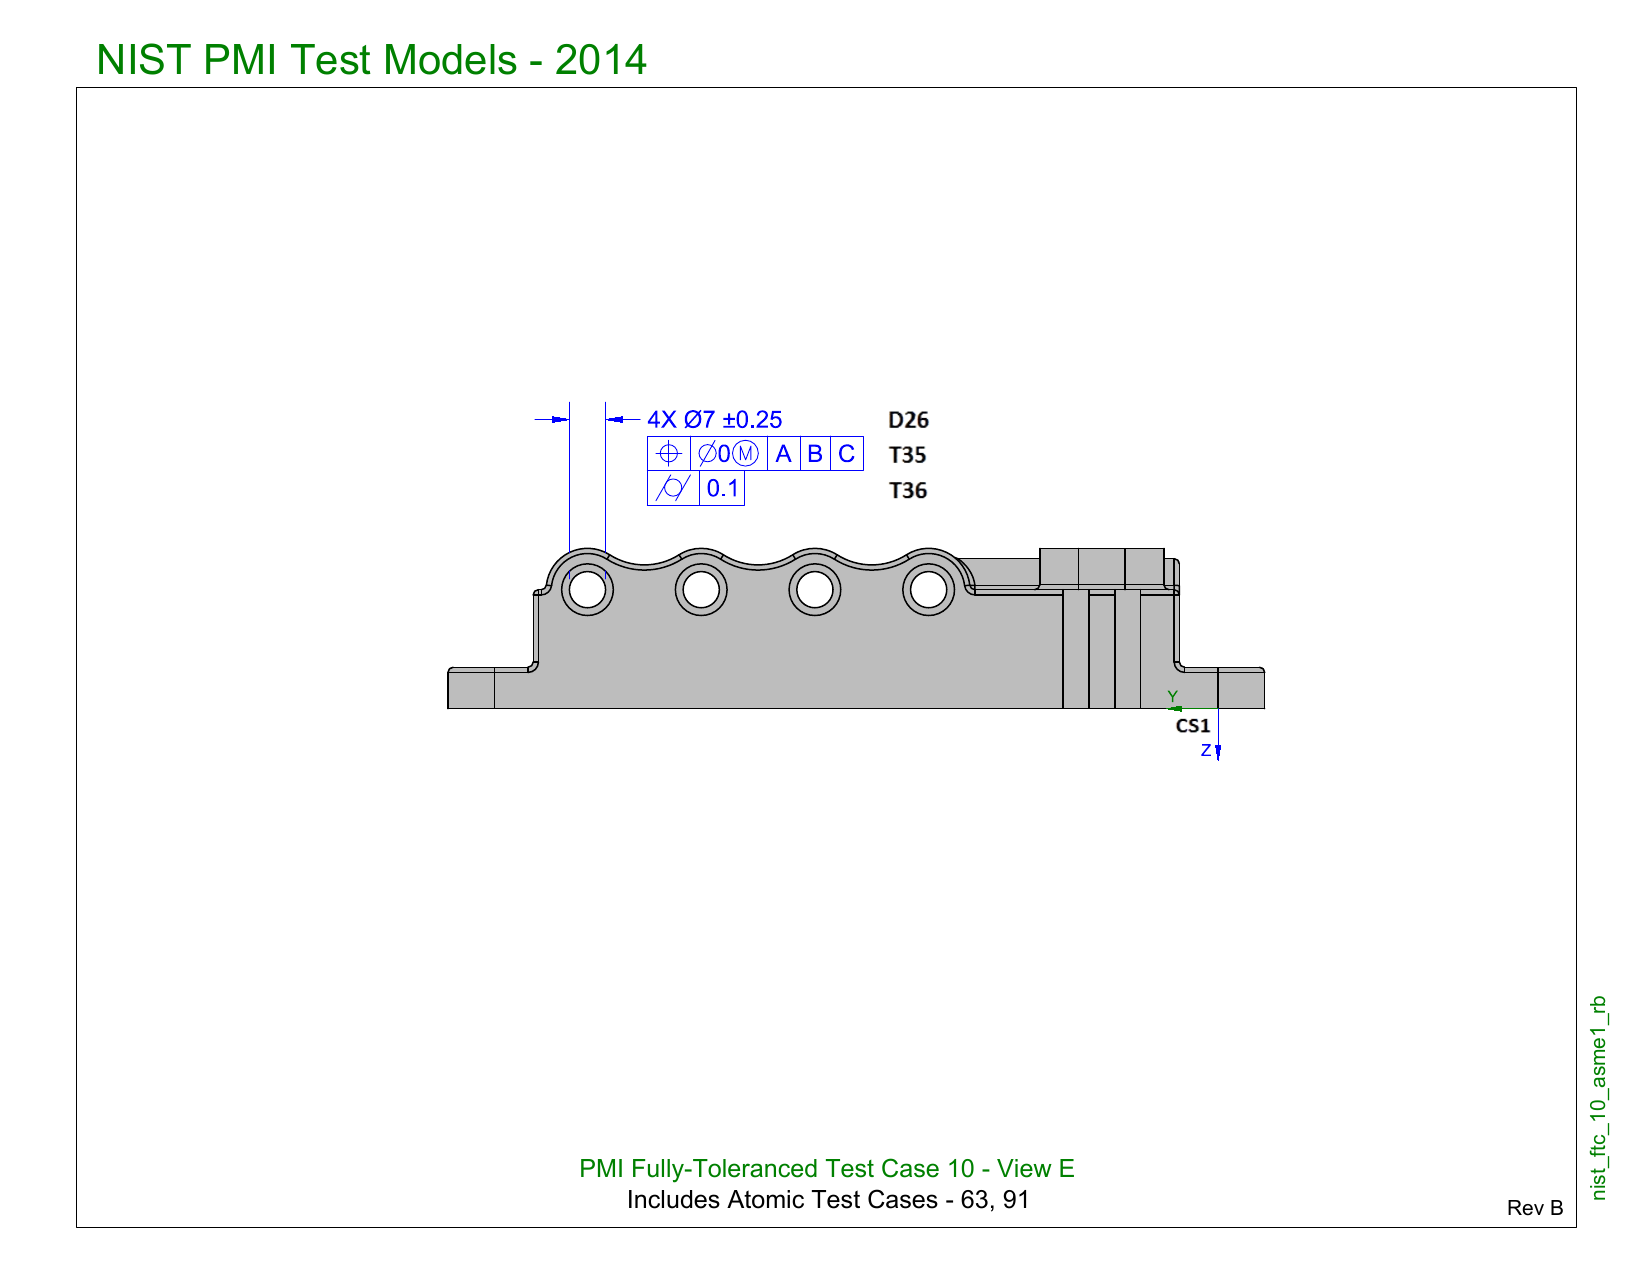 NIST PMI Test Models - 2014
4X Ø7 ±0.25 D26
⌖ ⌀0Ⓜ A B C T35
⌭ 0.1 T36
Y
CS1
Z
nist_ftc_10_asme1_rb
PMI Fully-Toleranced Test Case 10 - View E
Includes Atomic Test Cases - 63, 91
Rev B